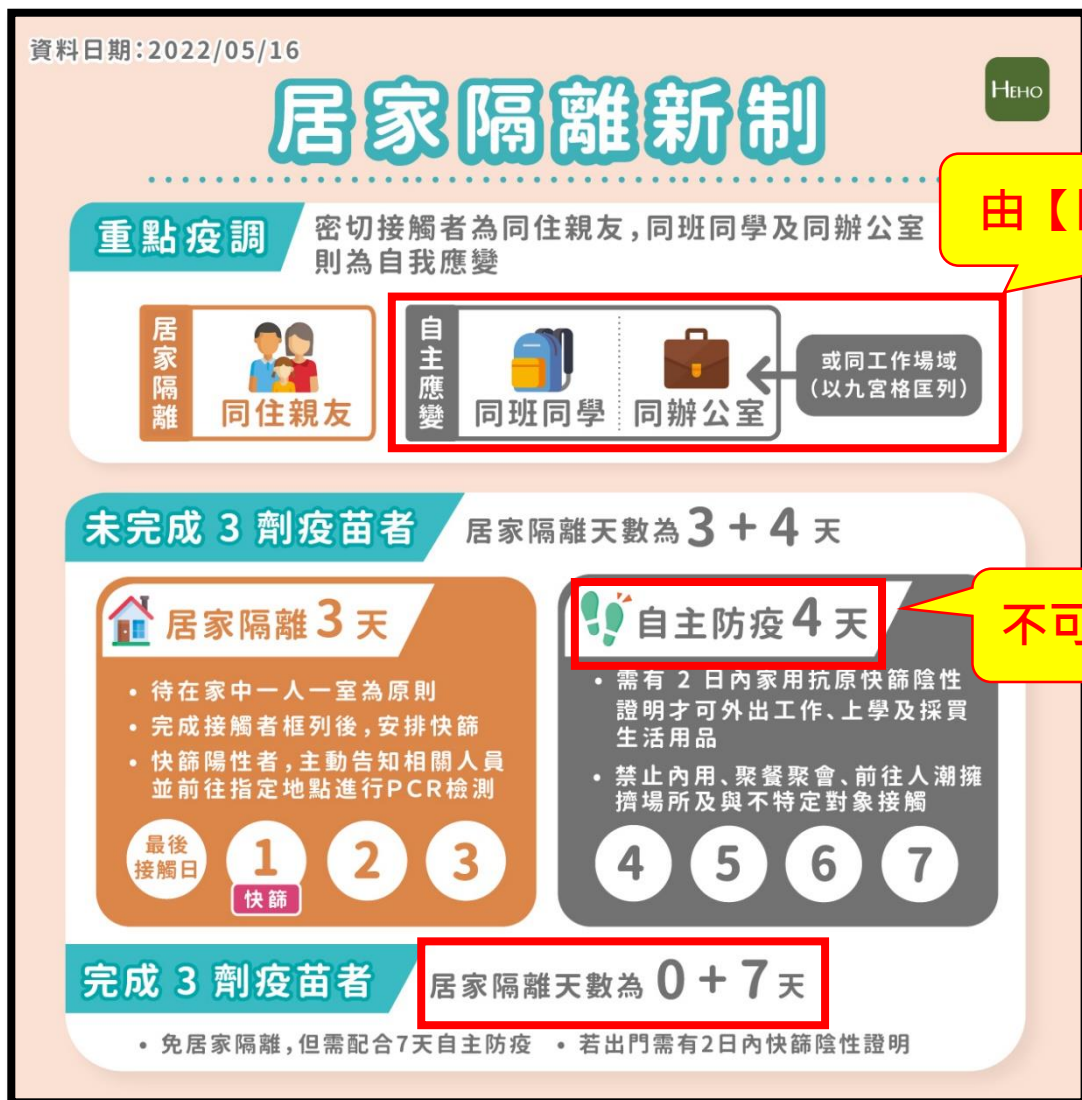 資料日期:2022/05/16
居家隔離新制
HEHO
由【
重點疫調
密切接觸者為同住親友,同班同學及同辦公室
則為自我應變
居家隔離
同住親友
自主應變
同班同學
同辦公室
或同工作場域
(以九宮格匡列)
未完成 3 劑疫苗者
居家隔離天數為 3 + 4 天
居家隔離 3 天
• 待在家中一人一室為原則
• 完成接觸者框列後,安排快篩
• 快篩陽性者,主動告知相關人員
並前往指定地點進行PCR檢測
最後
接觸日
1
快篩
2
3
自主防疫 4 天
不可
• 需有 2 日內家用抗原快篩陰性
證明才可外出工作、上學及採買
生活用品
• 禁止內用、聚餐聚會、前往人潮擁
擠場所及與不特定對象接觸
4
5
6
7
完成 3 劑疫苗者
居家隔離天數為 0 + 7 天
• 免居家隔離,但需配合7天自主防疫 • 若出門需有2日內快篩陰性證明